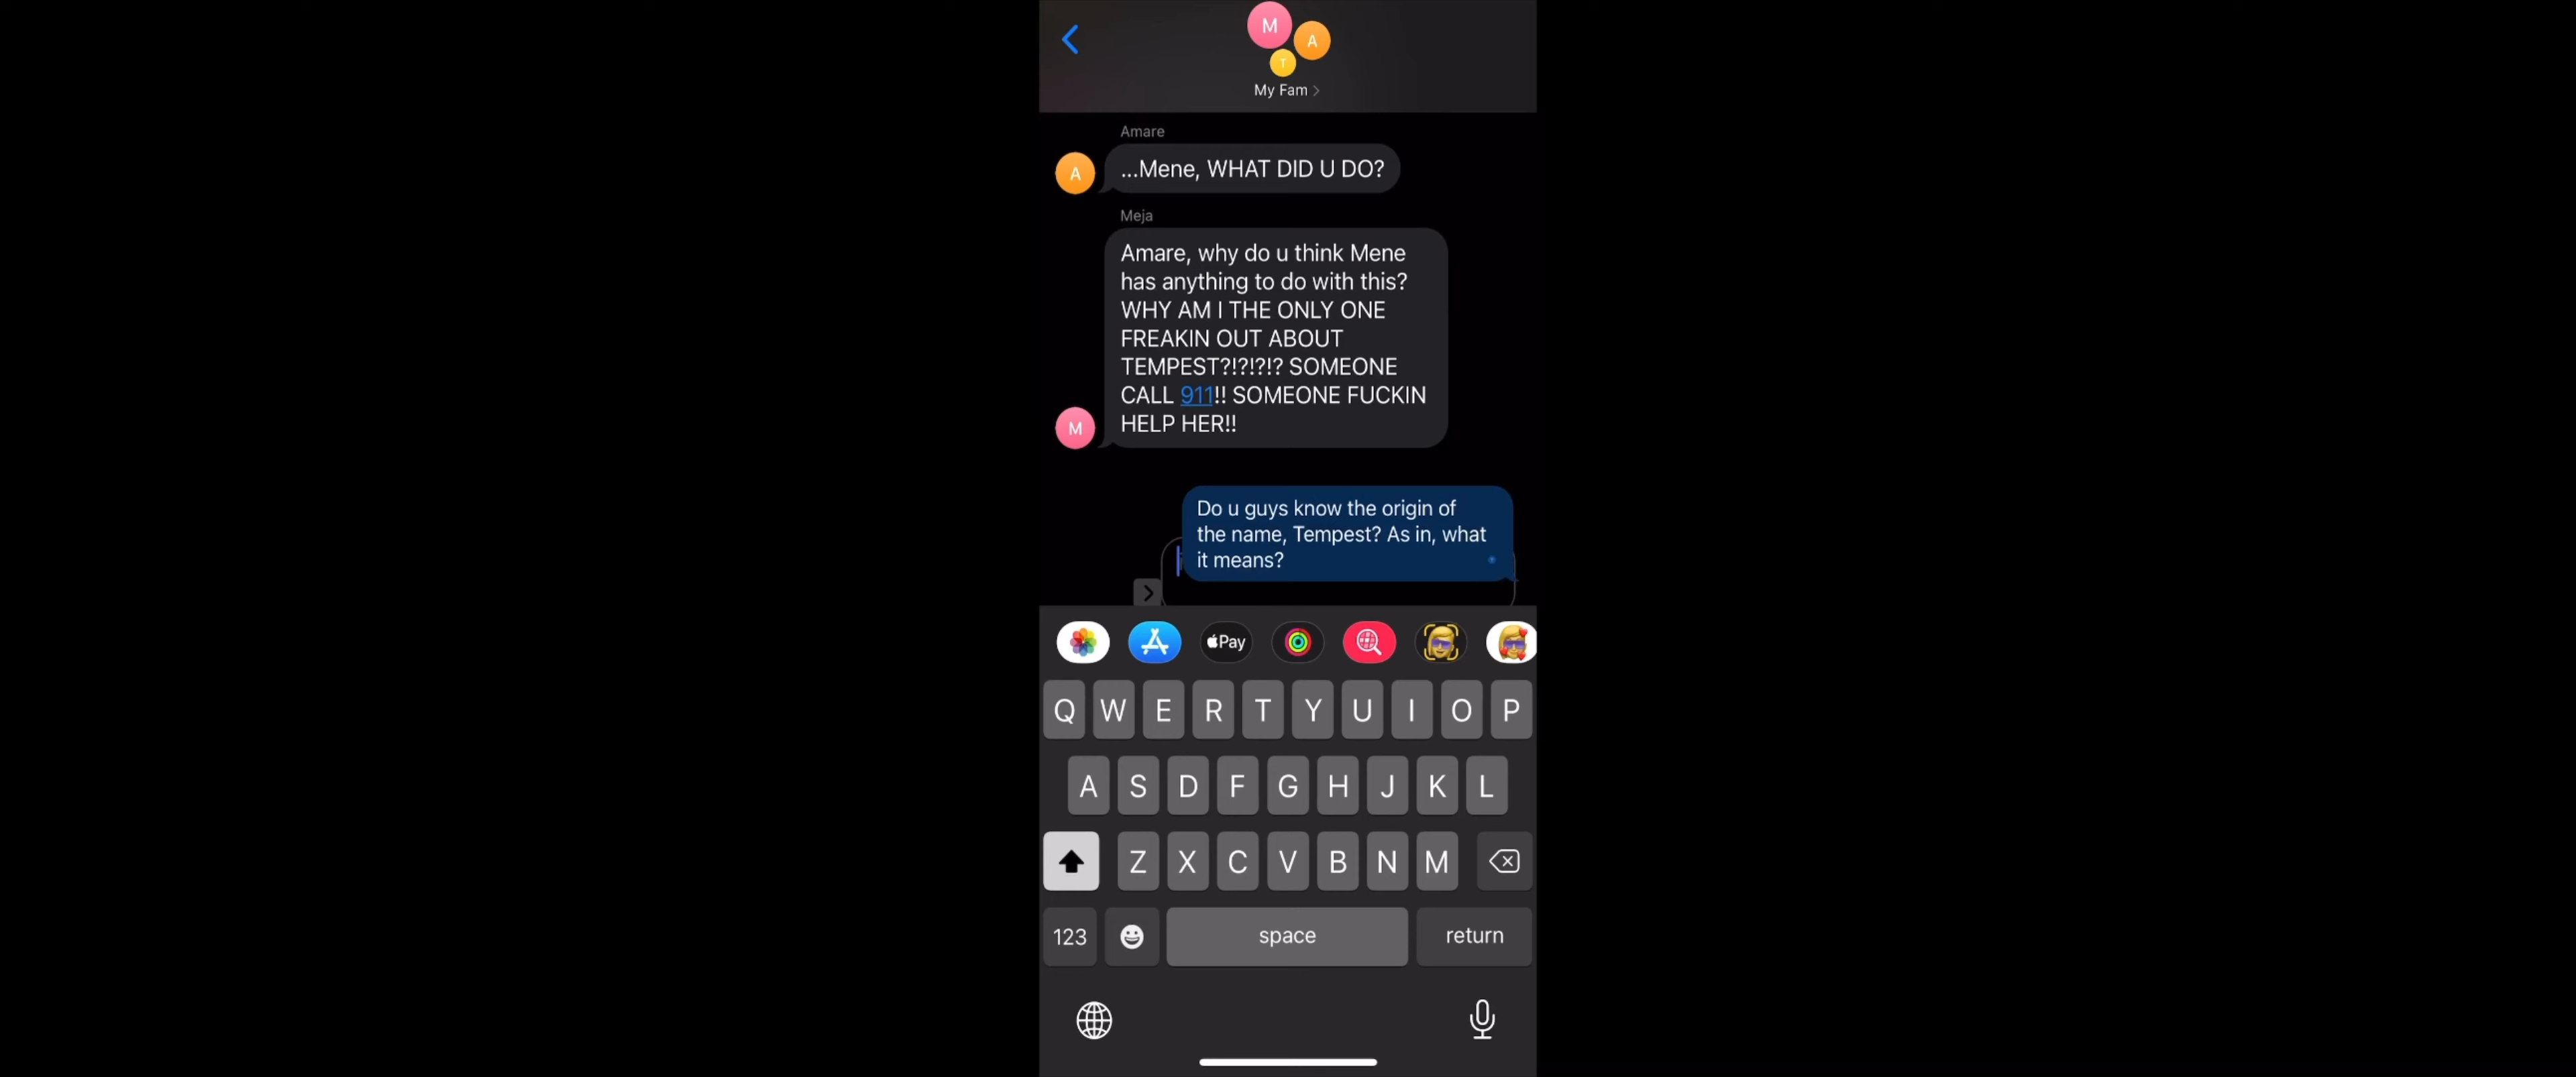 M
A
T
My Fam
Amare
A
...Mene, WHAT DID U DO?
Meja
Amare, why do u think Mene
has anything to do with this?
WHY AM I THE ONLY ONE
FREAKIN OUT ABOUT
TEMPEST?!?!?!? SOMEONE
CALL 911!! SOMEONE FUCKIN
HELP HER!!
M
Do u guys know the origin of
the name, Tempest? As in, what
it means?
Pay
Q W E R T Y U I O P
A S D F G H J K L
Z X C V B N M
123 space return